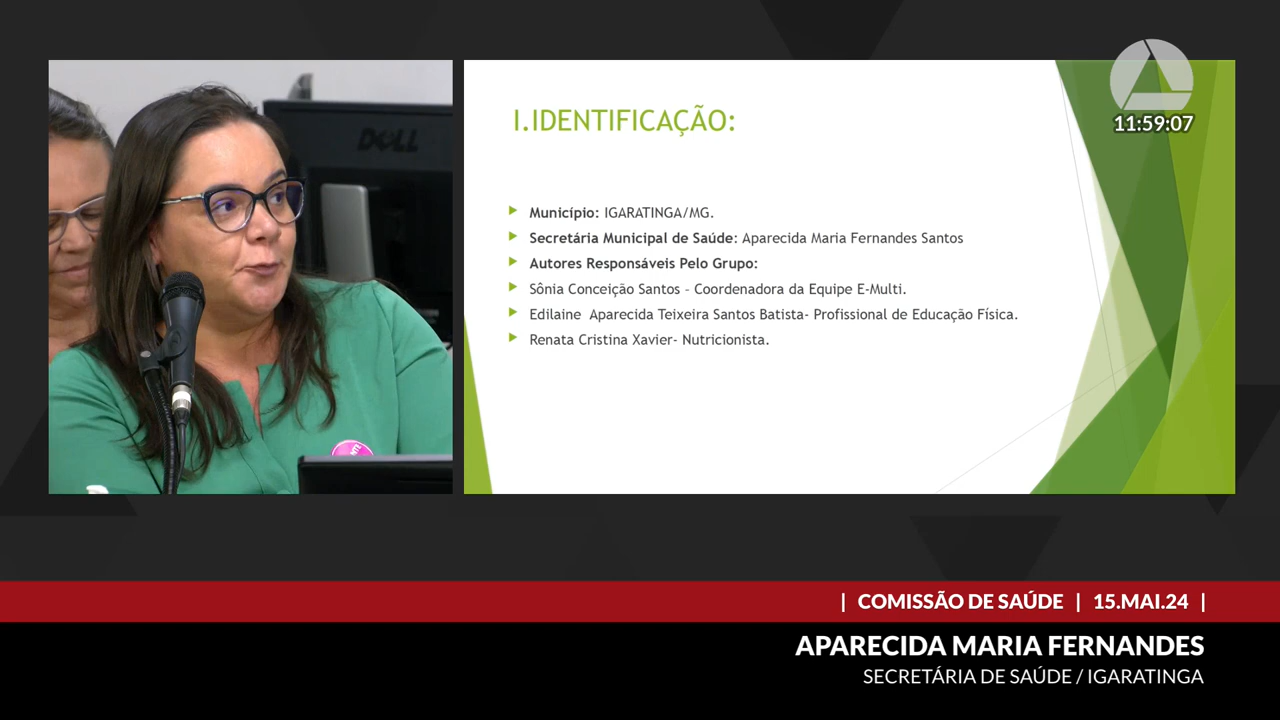 DELL
I.IDENTIFICAÇÃO:
11:59:07
Município: IGARATINGA/MG.
Secretária Municipal de Saúde: Aparecida Maria Fernandes Santos
Autores Responsáveis Pelo Grupo:
Sônia Conceição Santos – Coordenadora da Equipe E-Multi.
Edilaine  Aparecida Teixeira Santos Batista- Profissional de Educação Física.
Renata Cristina Xavier- Nutricionista.
| COMISSÃO DE SAÚDE | 15.MAI.24 |
APARECIDA MARIA FERNANDES
SECRETÁRIA DE SAÚDE / IGARATINGA